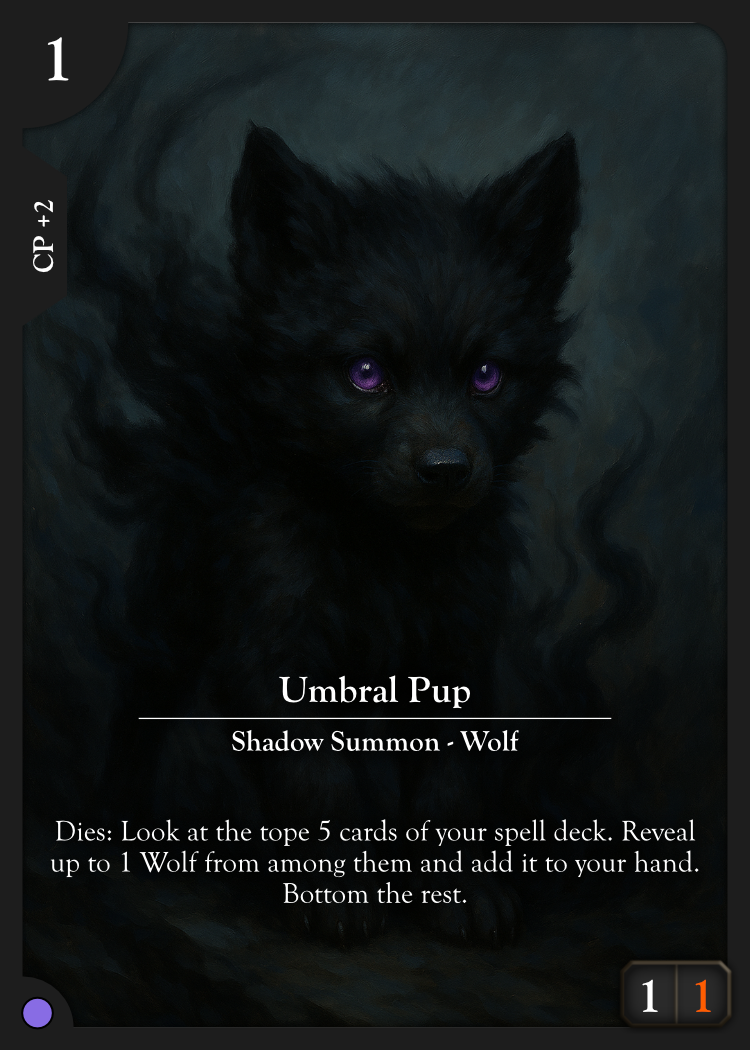 1
CP +2
Umbral Pup
Shadow Summon - Wolf
Dies: Look at the tope 5 cards of your spell deck. Reveal
up to 1 Wolf from among them and add it to your hand.
Bottom the rest.
1 1